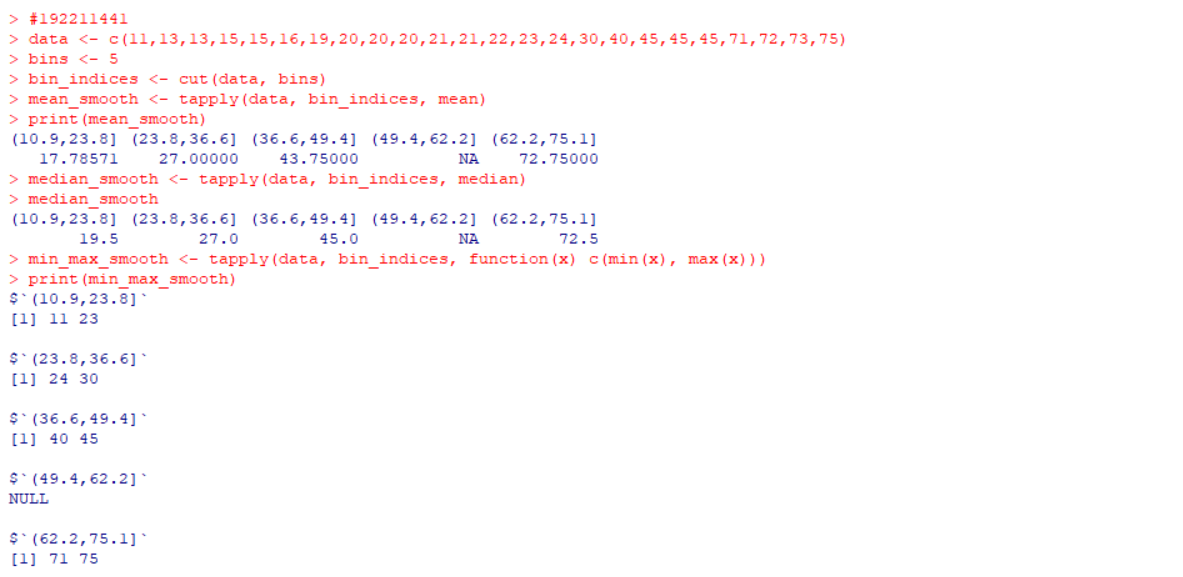 > #192211441
> data <- c(11,13,13,15,15,16,19,20,20,20,21,21,22,23,24,30,40,45,45,45,71,72,73,75)
> bins <- 5
> bin_indices <- cut(data, bins)
> mean_smooth <- tapply(data, bin_indices, mean)
> print(mean_smooth)
(10.9,23.8] (23.8,36.6] (36.6,49.4] (49.4,62.2] (62.2,75.1]
   17.78571    27.00000    43.75000          NA    72.75000
> median_smooth <- tapply(data, bin_indices, median)
> median_smooth
(10.9,23.8] (23.8,36.6] (36.6,49.4] (49.4,62.2] (62.2,75.1]
       19.5        27.0        45.0          NA        72.5
> min_max_smooth <- tapply(data, bin_indices, function(x) c(min(x), max(x)))
> print(min_max_smooth)
$`(10.9,23.8]`
[1] 11 23
$`(23.8,36.6]`
[1] 24 30
$`(36.6,49.4]`
[1] 40 45
$`(49.4,62.2]`
NULL
$`(62.2,75.1]`
[1] 71 75